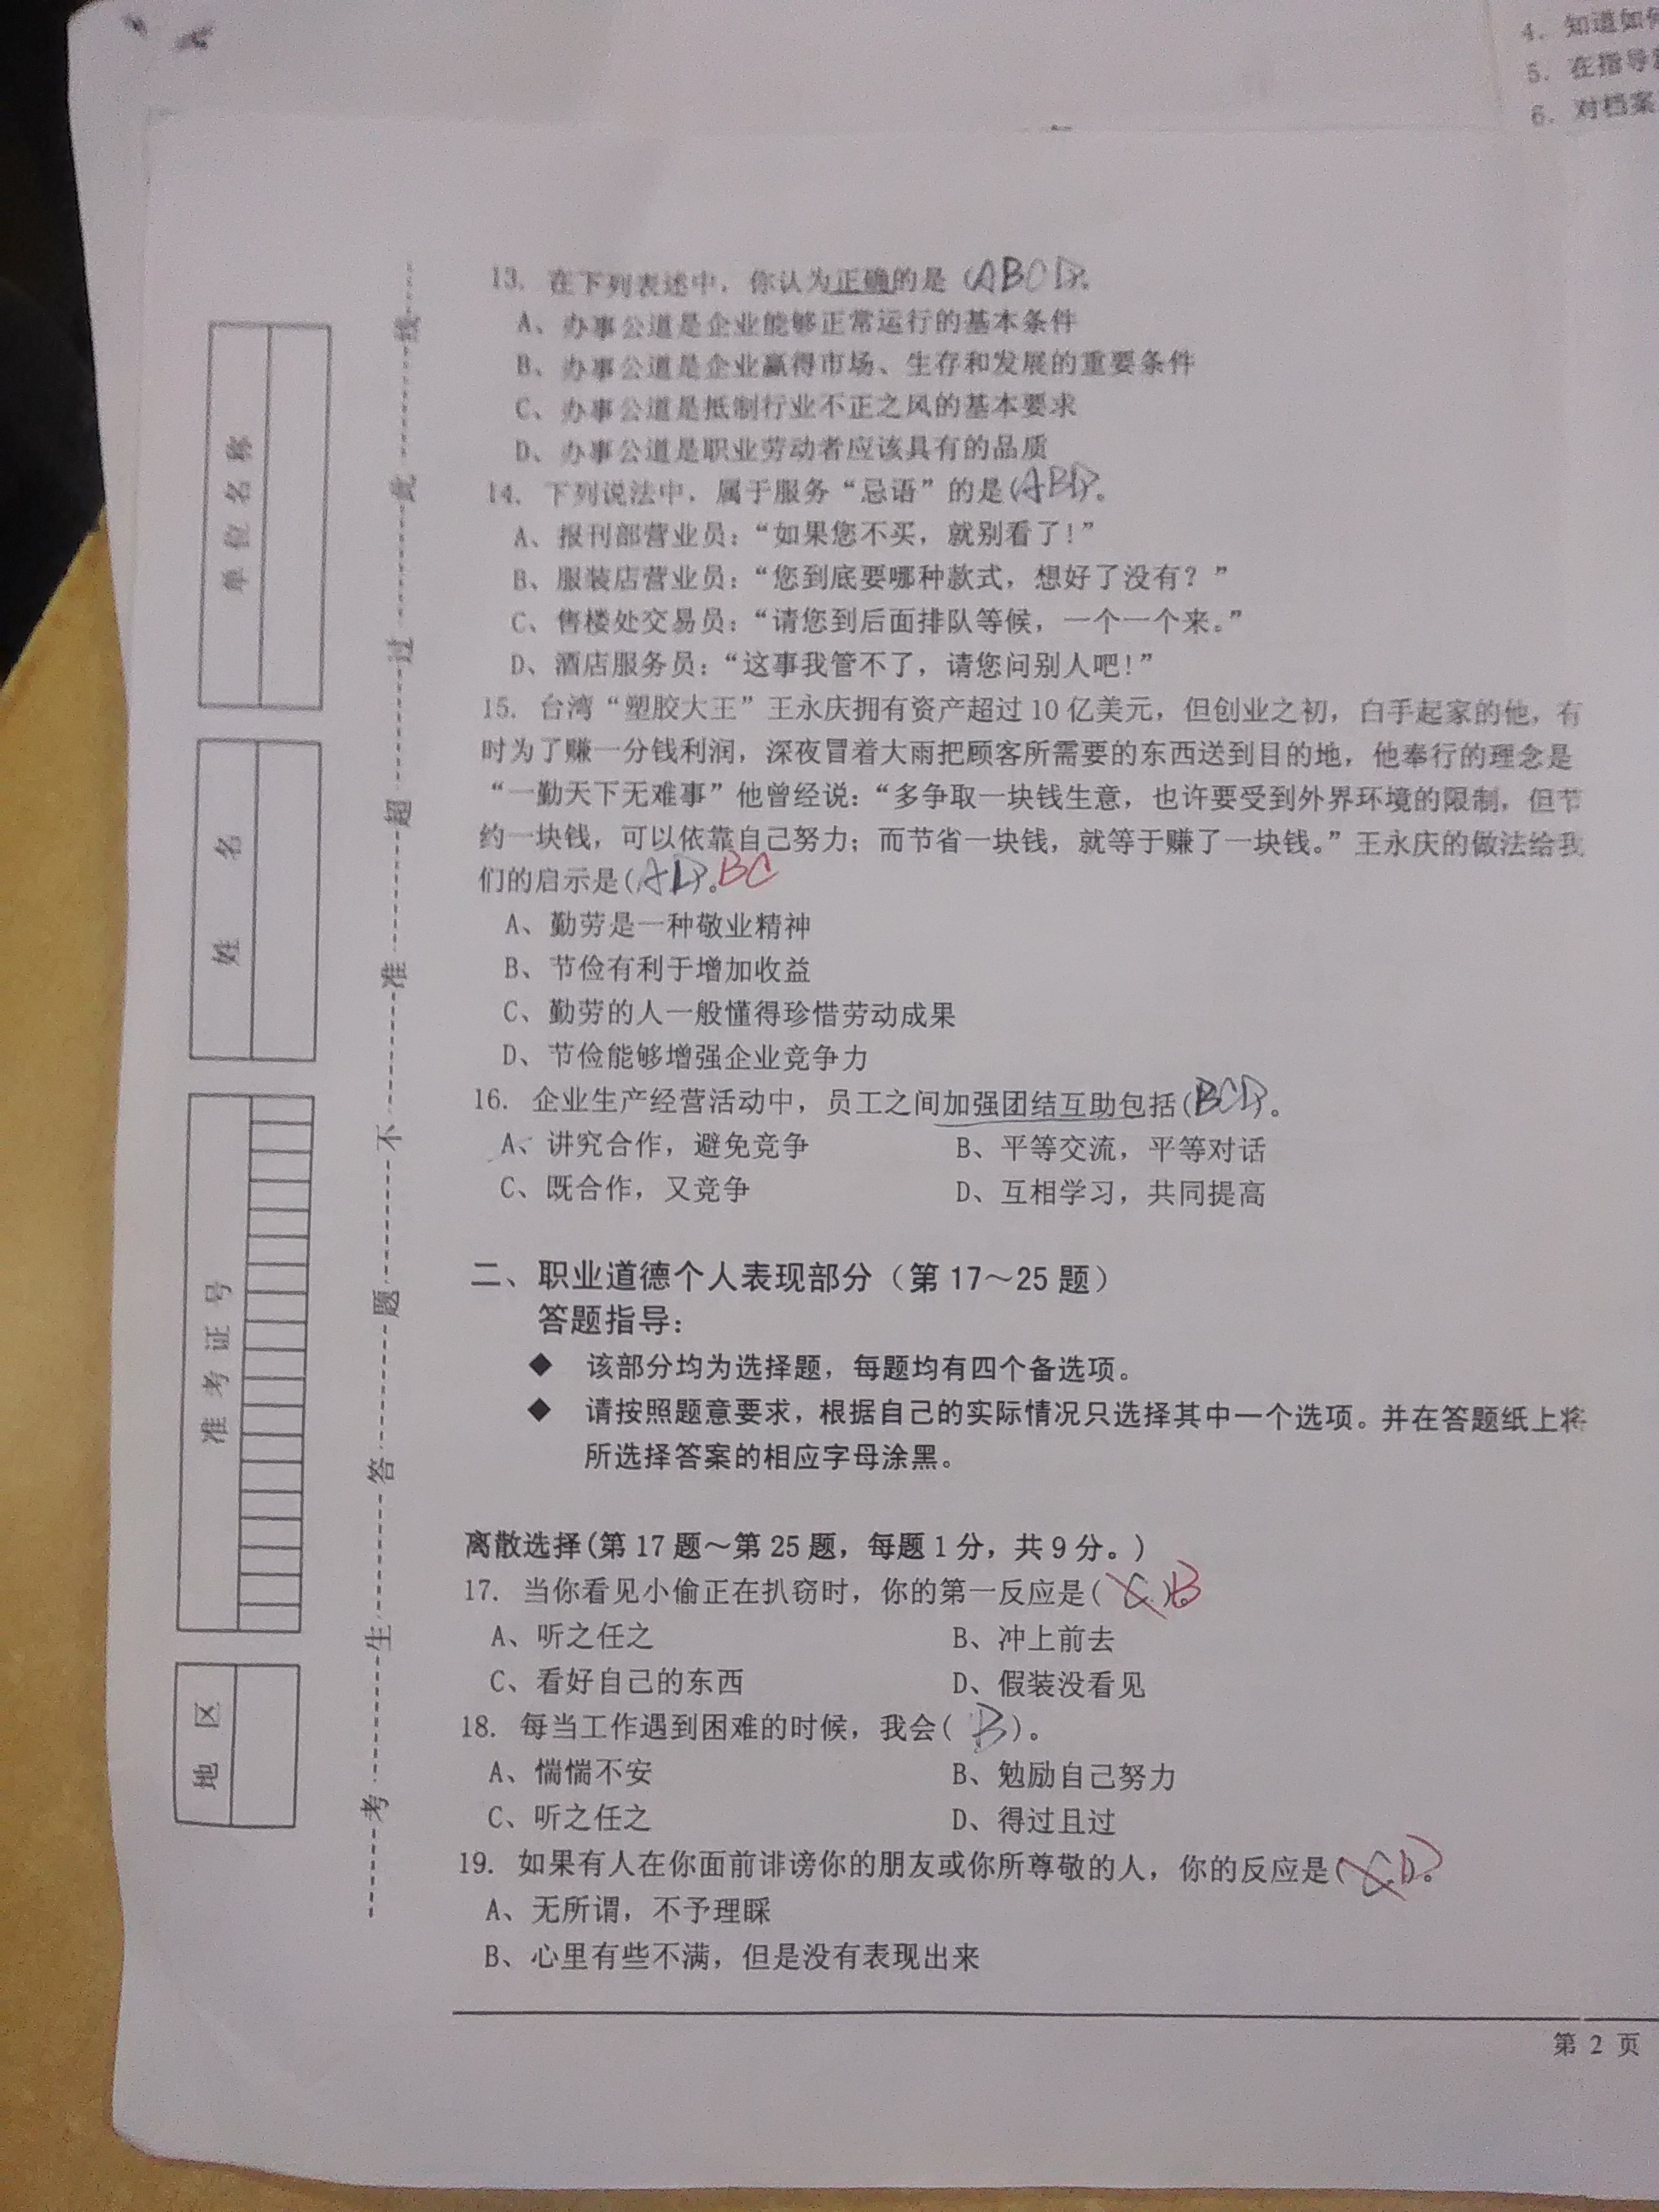 4. 知道如何
5. 在指导
6. 对档案
13. 在下列表述中，你认为正确的是（ABCD）。
A、办事公道是企业能够正常运行的基本条件
B、办事公道是企业赢得市场、生存和发展的重要条件
C、办事公道是抵制行业不正之风的基本要求
D、办事公道是职业劳动者应该具有的品质
14. 下列说法中，属于服务“忌语”的是(ABD)。
A、报刊部营业员：“如果您不买，就别看了！”
B、服装店营业员：“您到底要哪种款式，想好了没有？”
C、售楼处交易员：“请您到后面排队等候，一个一个来。”
D、酒店服务员：“这事我管不了，请您问别人吧！”
15. 台湾“塑胶大王”王永庆拥有资产超过10亿美元，但创业之初，白手起家的他，有
时为了赚一分钱利润，深夜冒着大雨把顾客所需要的东西送到目的地，他奉行的理念是
“一勤天下无难事”他曾经说：“多争取一块钱生意，也许要受到外界环境的限制，但节
约一块钱，可以依靠自己努力；而节省一块钱，就等于赚了一块钱。”王永庆的做法给我
们的启示是(AD)。BC
A、勤劳是一种敬业精神
B、节俭有利于增加收益
C、勤劳的人一般懂得珍惜劳动成果
D、节俭能够增强企业竞争力
16. 企业生产经营活动中，员工之间加强团结互助包括(BCD)。
A、讲究合作，避免竞争 B、平等交流，平等对话
C、既合作，又竞争 D、互相学习，共同提高
二、职业道德个人表现部分（第17～25题）
答题指导：
◆ 该部分均为选择题，每题均有四个备选项。
◆ 请按照题意要求，根据自己的实际情况只选择其中一个选项。并在答题纸上将
所选择答案的相应字母涂黑。
离散选择(第17题～第25题，每题1分，共9分。)
17. 当你看见小偷正在扒窃时，你的第一反应是( C )。B
A、听之任之 B、冲上前去
C、看好自己的东西 D、假装没看见
18. 每当工作遇到困难的时候，我会( B )。
A、惴惴不安 B、勉励自己努力
C、听之任之 D、得过且过
19. 如果有人在你面前诽谤你的朋友或你所尊敬的人，你的反应是( C )。D
A、无所谓，不予理睬
B、心里有些不满，但是没有表现出来
第 2 页
考生答题不准超过此线
地区
准考证号
姓名
单位名称